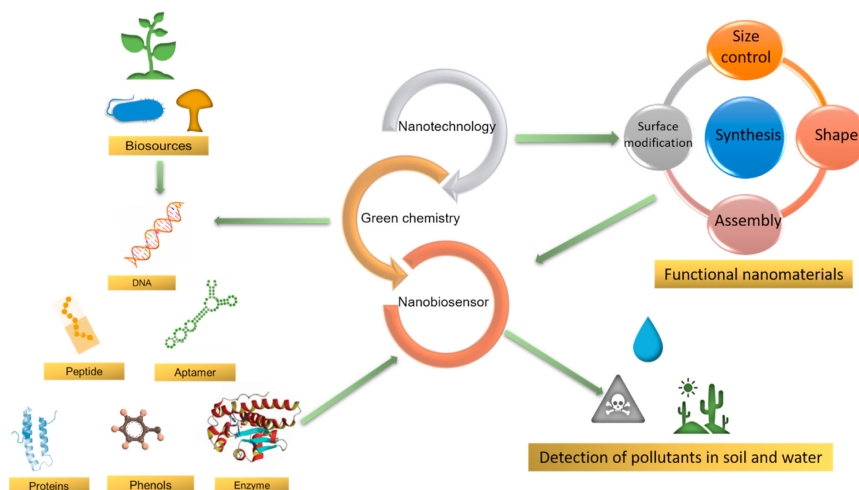 Biosources
DNA
Peptide
Aptamer
Proteins
Phenols
Enzyme
Nanotechnology
Green chemistry
Nanobiosensor
Size
control
Surface
modification
Synthesis
Shape
Assembly
Functional nanomaterials
Detection of pollutants in soil and water